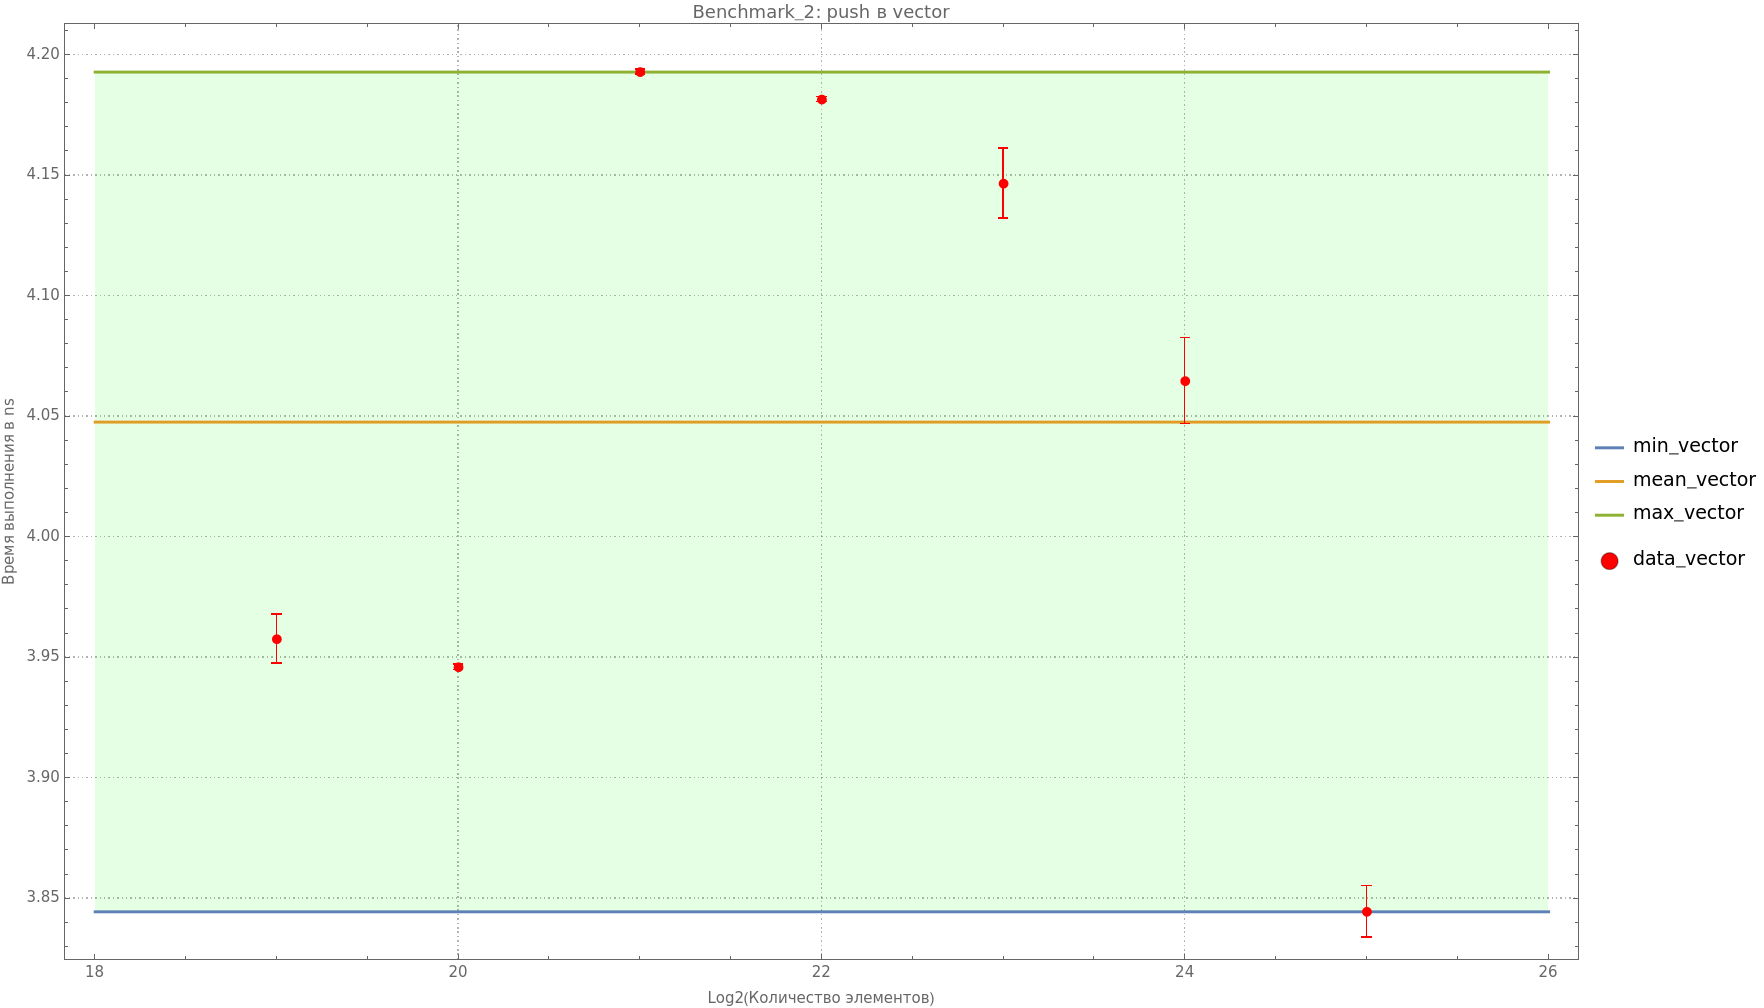 Benchmark_2: push в vector
Время выполнения в ns
4.20
4.15
4.10
4.05
4.00
3.95
3.90
3.85
18
20
22
24
26
Log2(Количество элементов)
min_vector
mean_vector
max_vector
data_vector